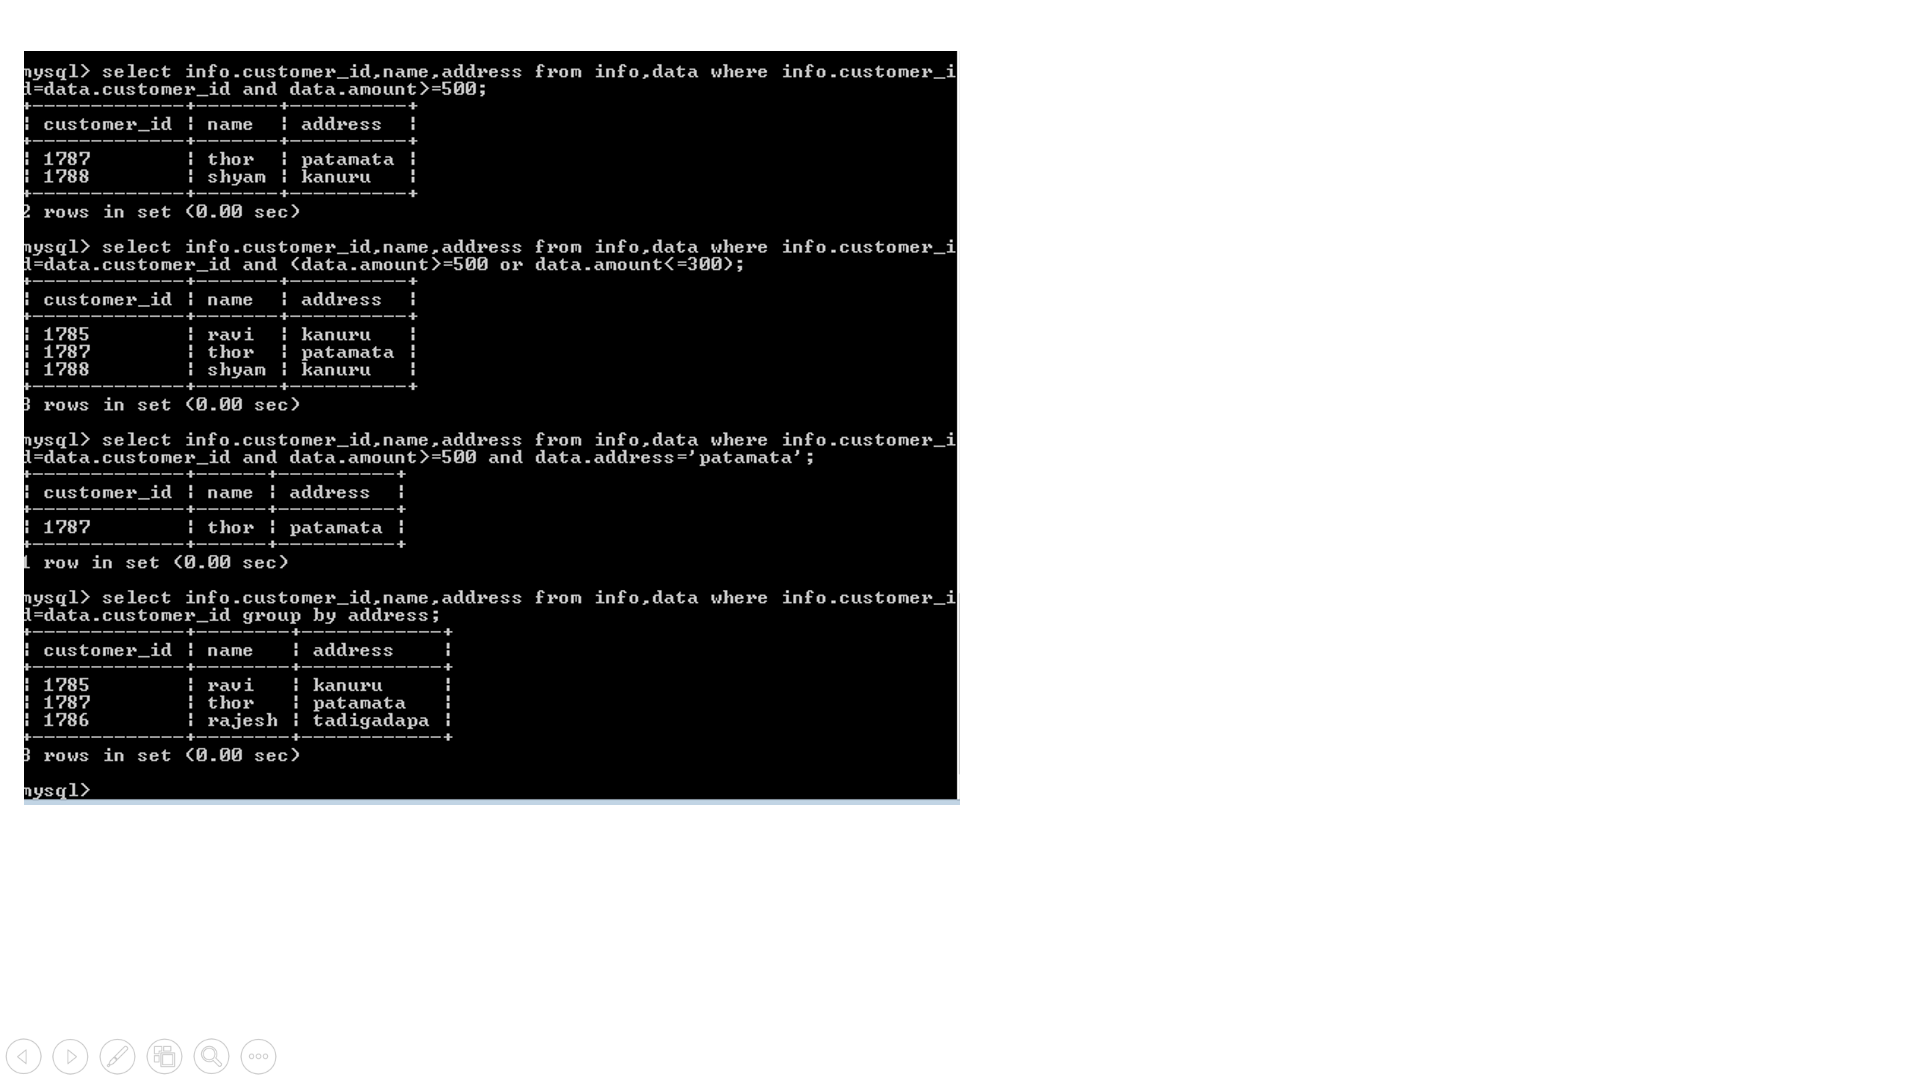 mysql> select info.customer_id,name,address from info,data where info.customer_i
d=data.customer_id and data.amount>=500;
+-------------+-------+----------+
| customer_id | name  | address  |
+-------------+-------+----------+
| 1787        | thor  | patamata |
| 1788        | shyam | kanuru   |
+-------------+-------+----------+
2 rows in set (0.00 sec)
mysql> select info.customer_id,name,address from info,data where info.customer_i
d=data.customer_id and (data.amount>=500 or data.amount<=300);
+-------------+-------+----------+
| customer_id | name  | address  |
+-------------+-------+----------+
| 1785        | ravi  | kanuru   |
| 1787        | thor  | patamata |
| 1788        | shyam | kanuru   |
+-------------+-------+----------+
3 rows in set (0.00 sec)
mysql> select info.customer_id,name,address from info,data where info.customer_i
d=data.customer_id and data.amount>=500 and data.address='patamata';
+-------------+------+----------+
| customer_id | name | address  |
+-------------+------+----------+
| 1787        | thor | patamata |
+-------------+------+----------+
1 row in set (0.00 sec)
mysql> select info.customer_id,name,address from info,data where info.customer_i
d=data.customer_id group by address;
+-------------+--------+------------+
| customer_id | name   | address    |
+-------------+--------+------------+
| 1785        | ravi   | kanuru     |
| 1787        | thor   | patamata   |
| 1786        | rajesh | tadigadapa |
+-------------+--------+------------+
3 rows in set (0.00 sec)
mysql>